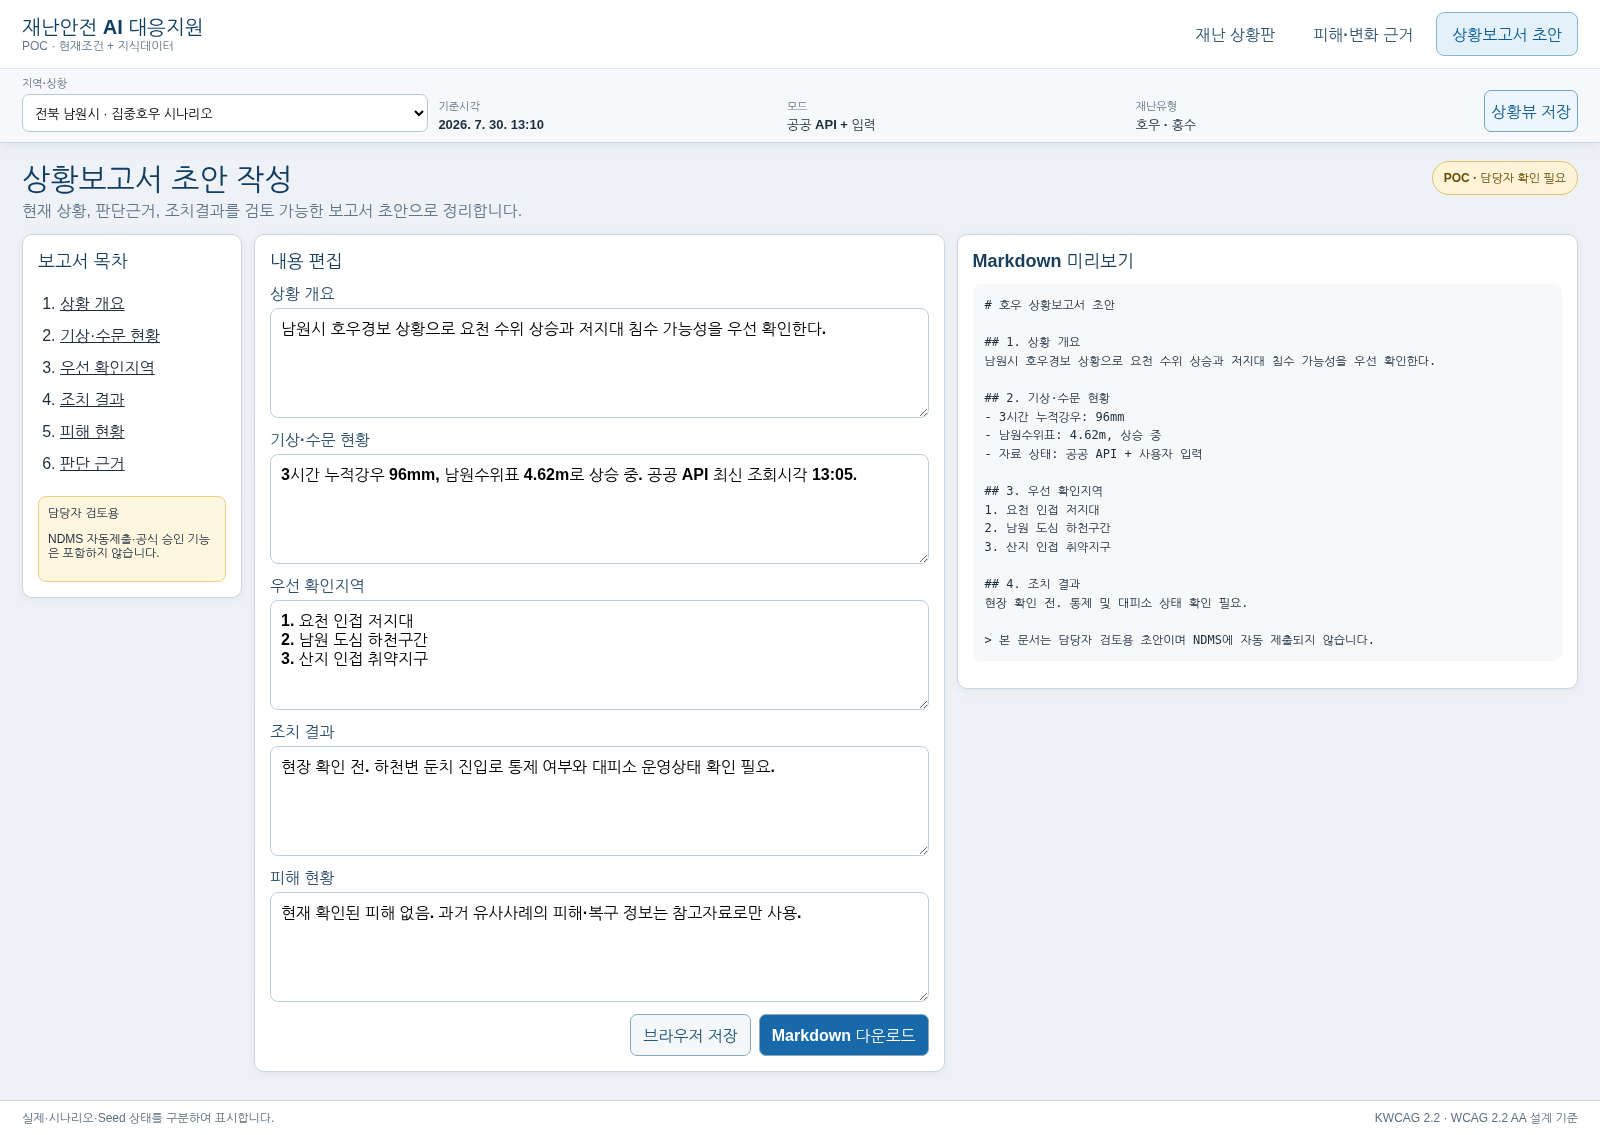 재난안전 AI 대응지원
POC · 현재조건 + 지식데이터
재난 상황판
피해·변화 근거
상황보고서 초안
지역·상황
전북 남원시 · 집중호우 시나리오
기준시각
2026. 7. 30. 13:10
모드
공공 API + 입력
재난유형
호우 · 홍수
상황뷰 저장
상황보고서 초안 작성
현재 상황, 판단근거, 조치결과를 검토 가능한 보고서 초안으로 정리합니다.
POC · 담당자 확인 필요
보고서 목차
1. 상황 개요
2. 기상·수문 현황
3. 우선 확인지역
4. 조치 결과
5. 피해 현황
6. 판단 근거
담당자 검토용
NDMS 자동제출·공식 승인 기능
은 포함하지 않습니다.
내용 편집
상황 개요
남원시 호우경보 상황으로 요천 수위 상승과 저지대 침수 가능성을 우선 확인한다.
기상·수문 현황
3시간 누적강우 96mm, 남원수위표 4.62m로 상승 중. 공공 API 최신 조회시각 13:05.
우선 확인지역
1. 요천 인접 저지대
2. 남원 도심 하천구간
3. 산지 인접 취약지구
조치 결과
현장 확인 전. 하천변 둔치 진입로 통제 여부와 대피소 운영상태 확인 필요.
피해 현황
현재 확인된 피해 없음. 과거 유사사례의 피해·복구 정보는 참고자료로만 사용.
브라우저 저장
Markdown 다운로드
Markdown 미리보기
# 호우 상황보고서 초안
## 1. 상황 개요
남원시 호우경보 상황으로 요천 수위 상승과 저지대 침수 가능성을 우선 확인한다.
## 2. 기상·수문 현황
- 3시간 누적강우: 96mm
- 남원수위표: 4.62m, 상승 중
- 자료 상태: 공공 API + 사용자 입력
## 3. 우선 확인지역
1. 요천 인접 저지대
2. 남원 도심 하천구간
3. 산지 인접 취약지구
## 4. 조치 결과
현장 확인 전. 통제 및 대피소 상태 확인 필요.
> 본 문서는 담당자 검토용 초안이며 NDMS에 자동 제출되지 않습니다.
실제·시나리오·Seed 상태를 구분하여 표시합니다.
KWCAG 2.2 · WCAG 2.2 AA 설계 기준